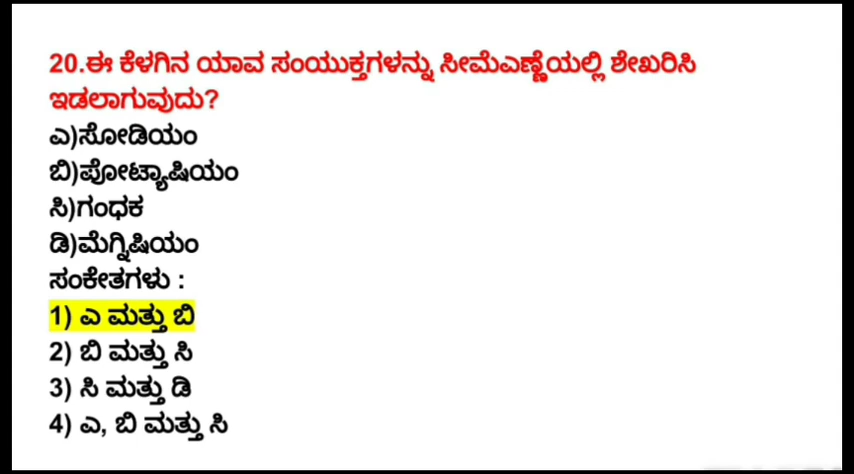 20.ಈ ಕೆಳಗಿನ ಯಾವ ಸಂಯುಕ್ತಗಳನ್ನು ಸೀಮೆಎಣ್ಣೆಯಲ್ಲಿ ಶೇಖರಿಸಿ
ಇಡಲಾಗುವುದು?
ಎ)ಸೋಡಿಯಂ
ಬಿ)ಪೋಟ್ಯಾಷಿಯಂ
ಸಿ)ಗಂಧಕ
ಡಿ)ಮೆಗ್ನಿಷಿಯಂ
ಸಂಕೇತಗಳು :
1) ಎ ಮತ್ತು ಬಿ
2) ಬಿ ಮತ್ತು ಸಿ
3) ಸಿ ಮತ್ತು ಡಿ
4) ಎ, ಬಿ ಮತ್ತು ಸಿ